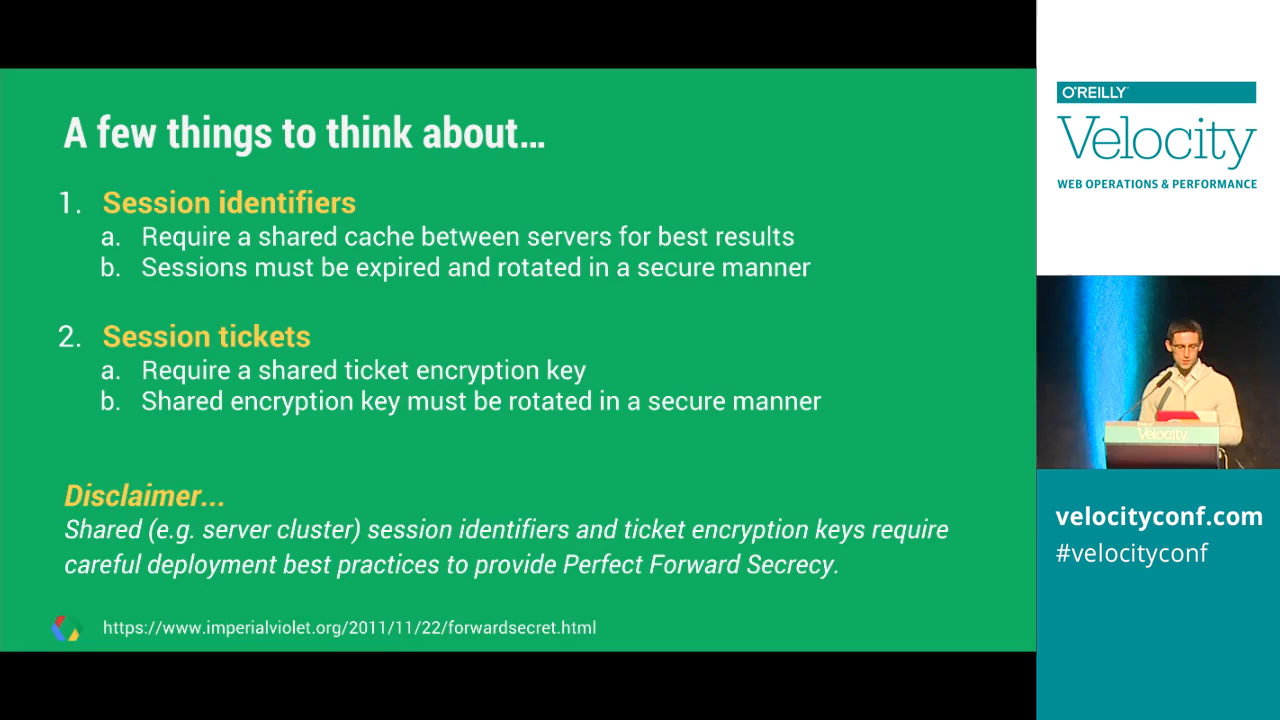 A few things to think about...
1. Session identifiers
a. Require a shared cache between servers for best results
b. Sessions must be expired and rotated in a secure manner
2. Session tickets
a. Require a shared ticket encryption key
b. Shared encryption key must be rotated in a secure manner
Disclaimer...
Shared (e.g. server cluster) session identifiers and ticket encryption keys require
careful deployment best practices to provide Perfect Forward Secrecy.
https://www.imperialviolet.org/2011/11/22/forwardsecret.html
O'REILLY
Velocity
WEB OPERATIONS & PERFORMANCE
Velocity
velocityconf.com
#velocityconf